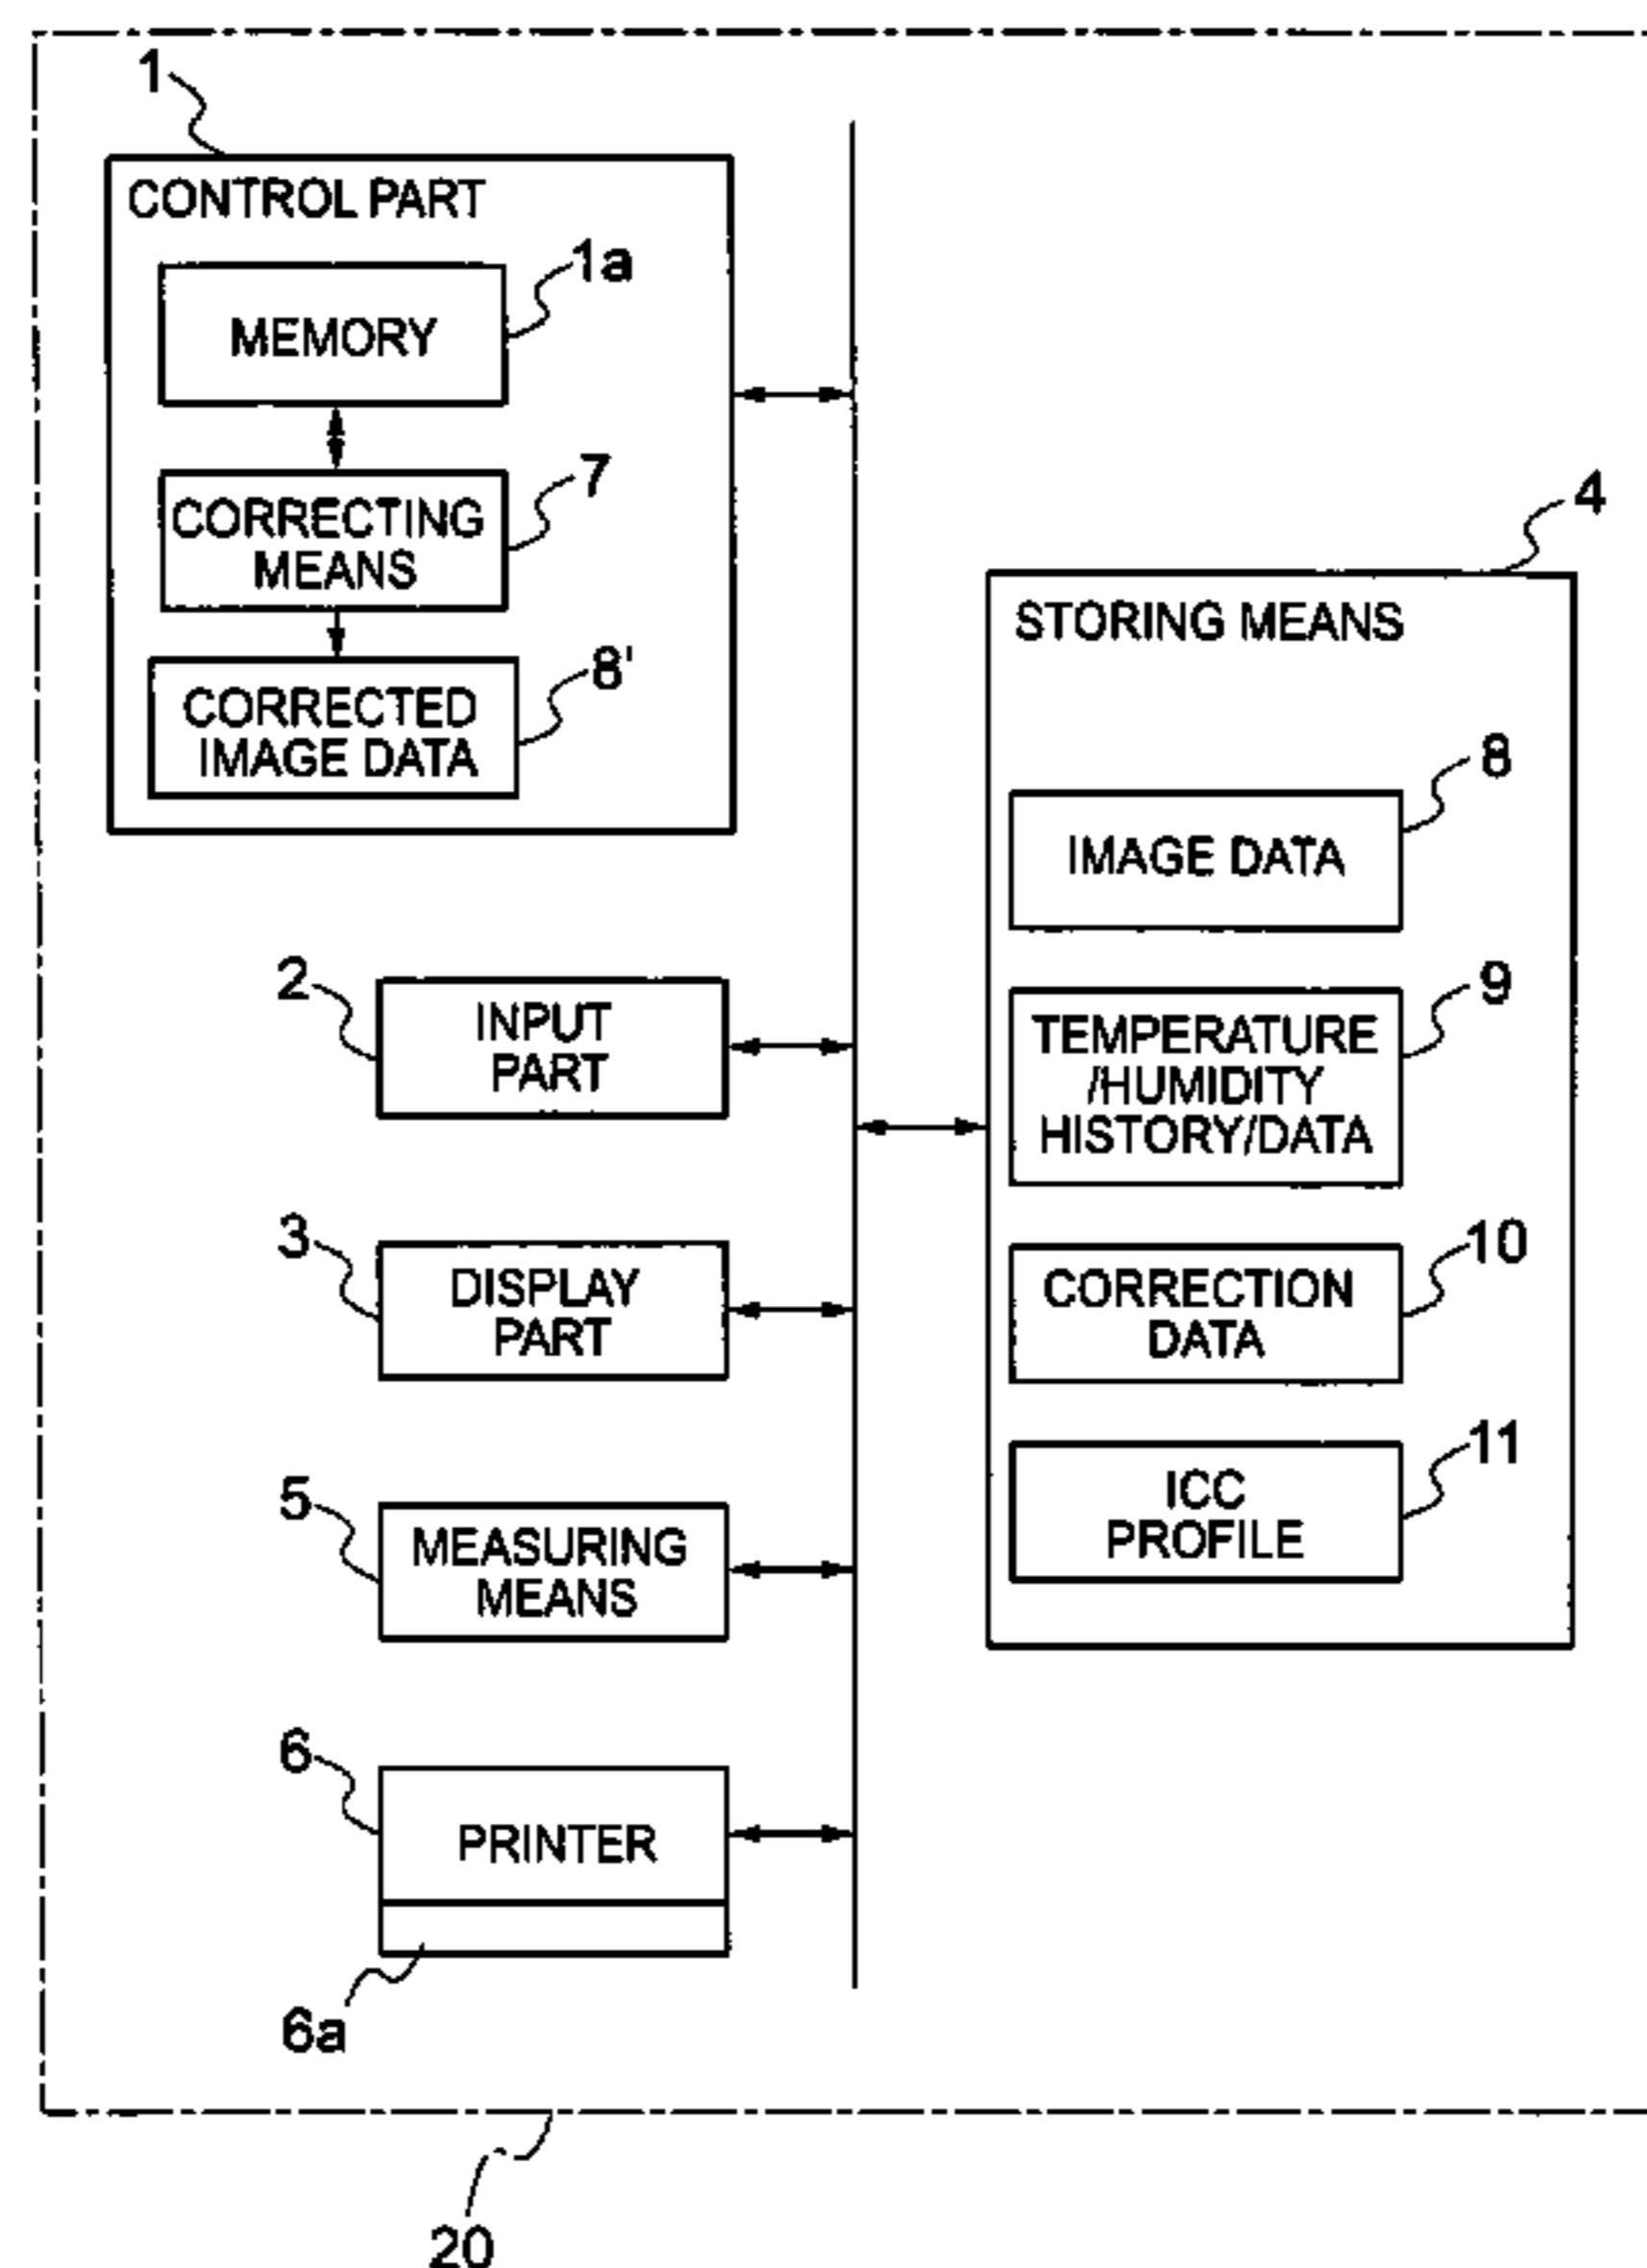 1
CONTROL PART
1a
MEMORY
7
CORRECTING
MEANS
8'
CORRECTED
IMAGE DATA
4
STORING MEANS
8
IMAGE DATA
9
TEMPERATURE
/HUMIDITY
HISTORY/DATA
10
CORRECTION
DATA
11
ICC
PROFILE
2
INPUT
PART
3
DISPLAY
PART
5
MEASURING
MEANS
6
PRINTER
6a
20